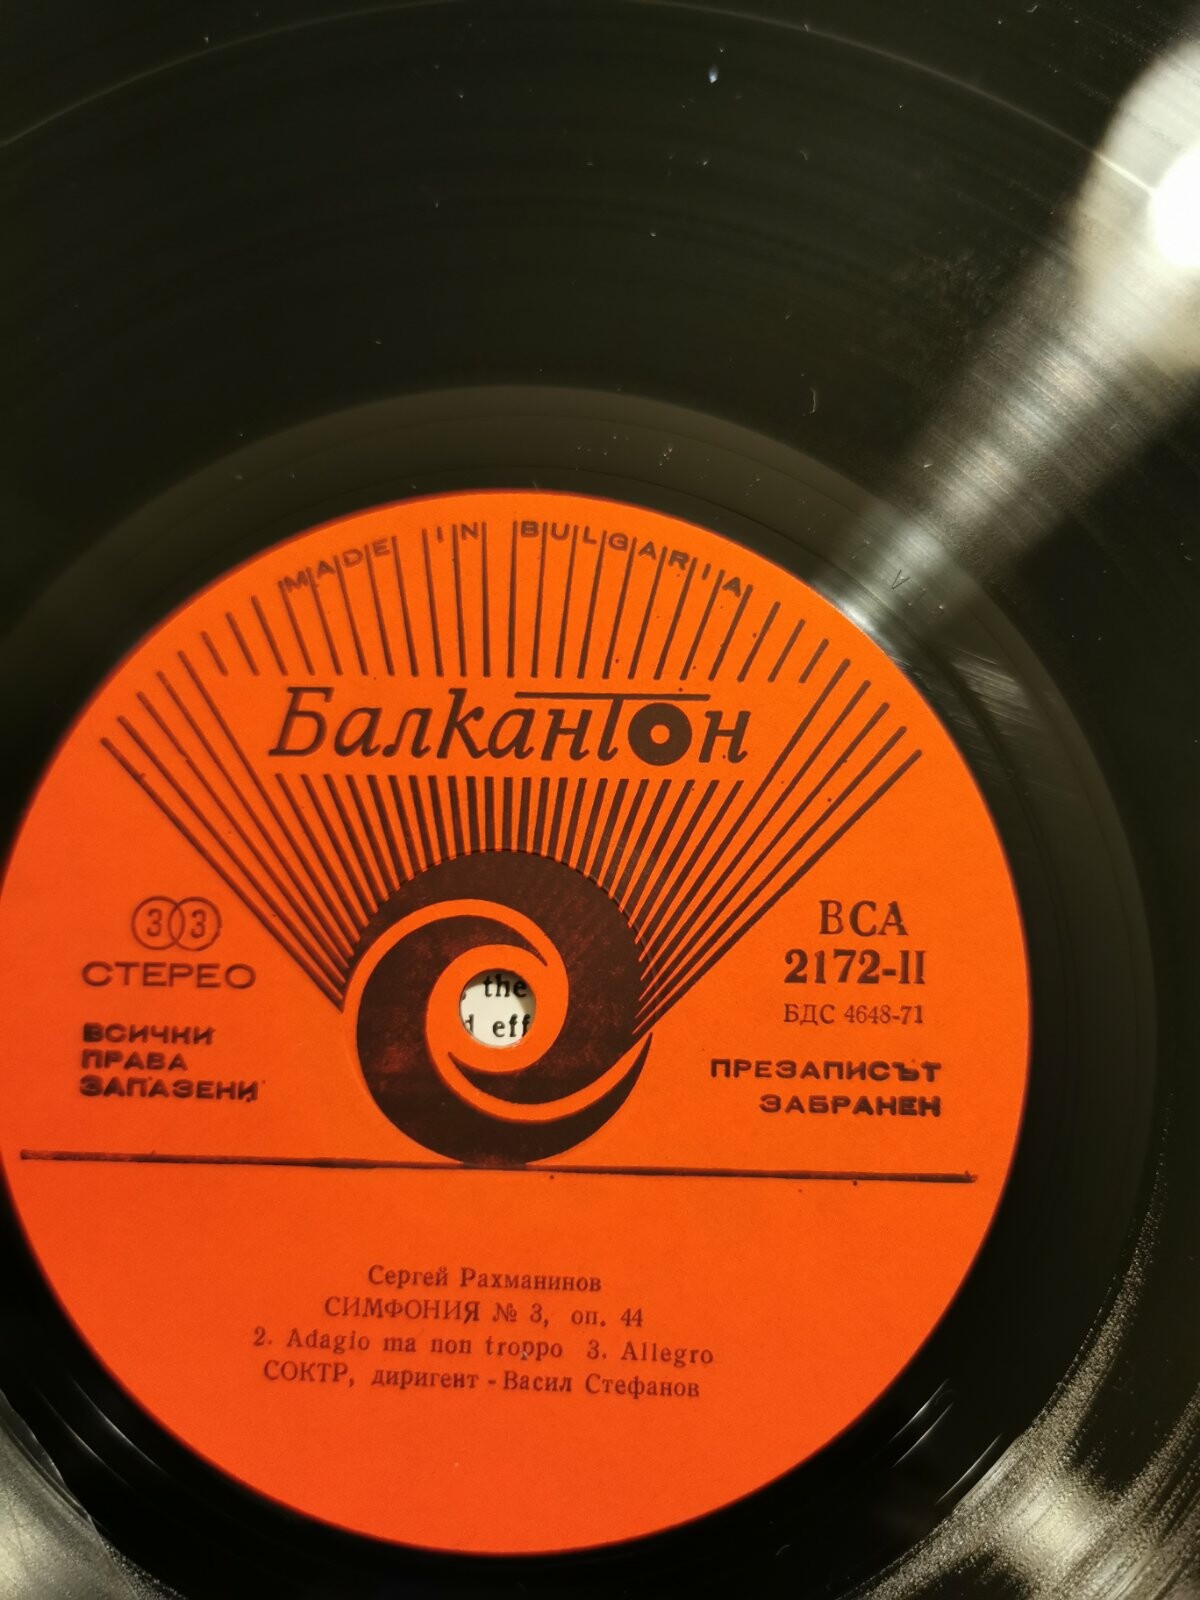 MADE IN BULGARIA
Балкантон
33
СТЕРЕО
ВСИЧКИ
ПРАВА
ЗАПАЗЕНИ
ВСА
2172-II
БДС 4648-71
ПРЕЗАПИСЪТ
ЗАБРАНЕН
the
eff
Сергей Рахманинов
СИМФОНИЯ № 3, оп. 44
2. Adagio ma non troppo 3. Allegro
СОКТР, диригент - Васил Стефанов